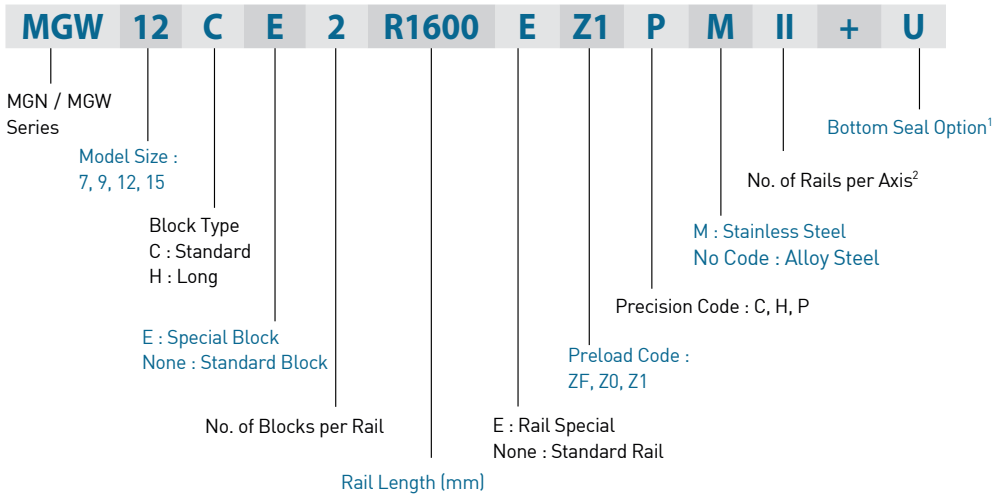 MGW 12 C E 2 R1600 E Z1 P M II + U
MGN / MGW
Series
Model Size :
7, 9, 12, 15
Block Type
C : Standard
H : Long
E : Special Block
None : Standard Block
No. of Blocks per Rail
Rail Length (mm)
E : Rail Special
None : Standard Rail
Preload Code :
ZF, Z0, Z1
Precision Code : C, H, P
M : Stainless Steel
No Code : Alloy Steel
No. of Rails per Axis²
Bottom Seal Option¹